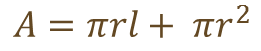 A = πrl + πr²